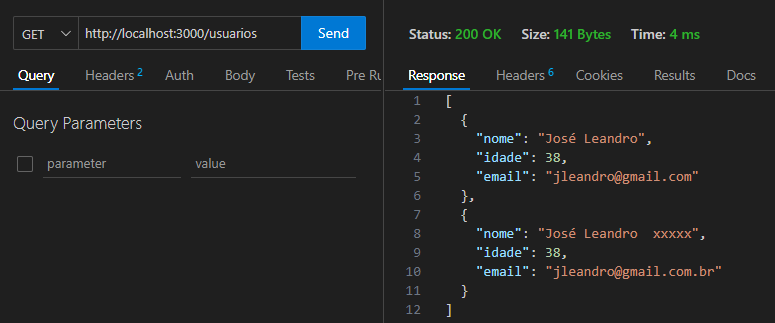 GET http://localhost:3000/usuarios Send
Query Headers 2 Auth Body Tests Pre Ru
Query Parameters
parameter value
Status: 200 OK Size: 141 Bytes Time: 4 ms
Response Headers 6 Cookies Results Docs
1 [
2 {
3 "nome": "José Leandro",
4 "idade": 38,
5 "email": "jleandro@gmail.com"
6 },
7 {
8 "nome": "José Leandro  xxxxx",
9 "idade": 38,
10 "email": "jleandro@gmail.com.br"
11 }
12 ]